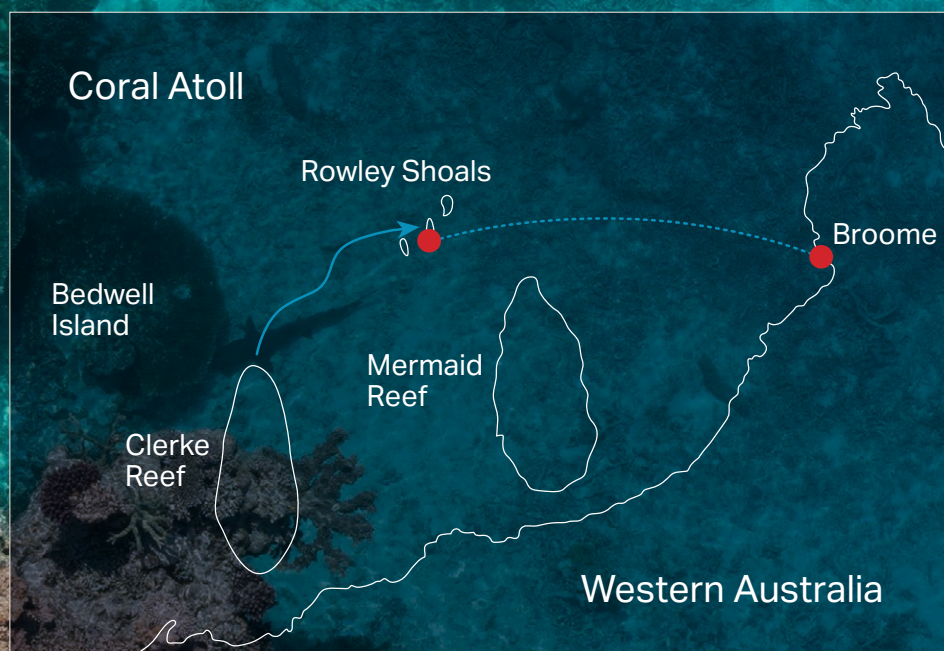 Coral Atoll
Rowley Shoals
Broome
Bedwell
Island
Mermaid
Reef
Clerke
Reef
Western Australia